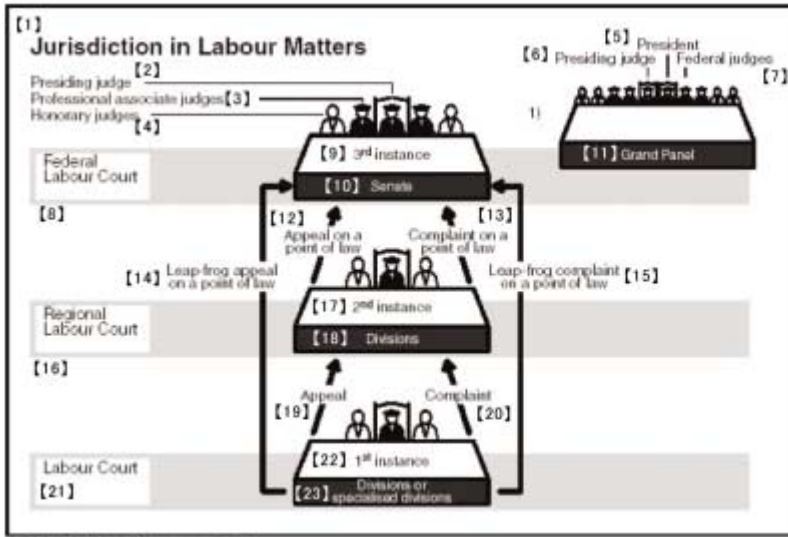 【1】
Jurisdiction in Labour Matters
【2】
Presiding judge
Professional associate judges【3】
Honorary judges
【4】
【5】
President
【6】 Presiding judge
Federal judges
【7】
1)
【11】 Grand Panel
【9】 3rd instance
【10】 Senate
Federal
Labour Court
【8】
【12】
Appeal on a
point of law
【13】
Complaint on a
point of law
【14】 Leap-frog appeal
on a point of law
Leap-frog complaint 【15】
on a point of law
【17】 2nd instance
【18】 Divisions
Regional
Labour Court
【16】
Appeal
【19】
Complaint
【20】
【22】 1st instance
【23】 Divisions or
specialised divisions
Labour Court
【21】